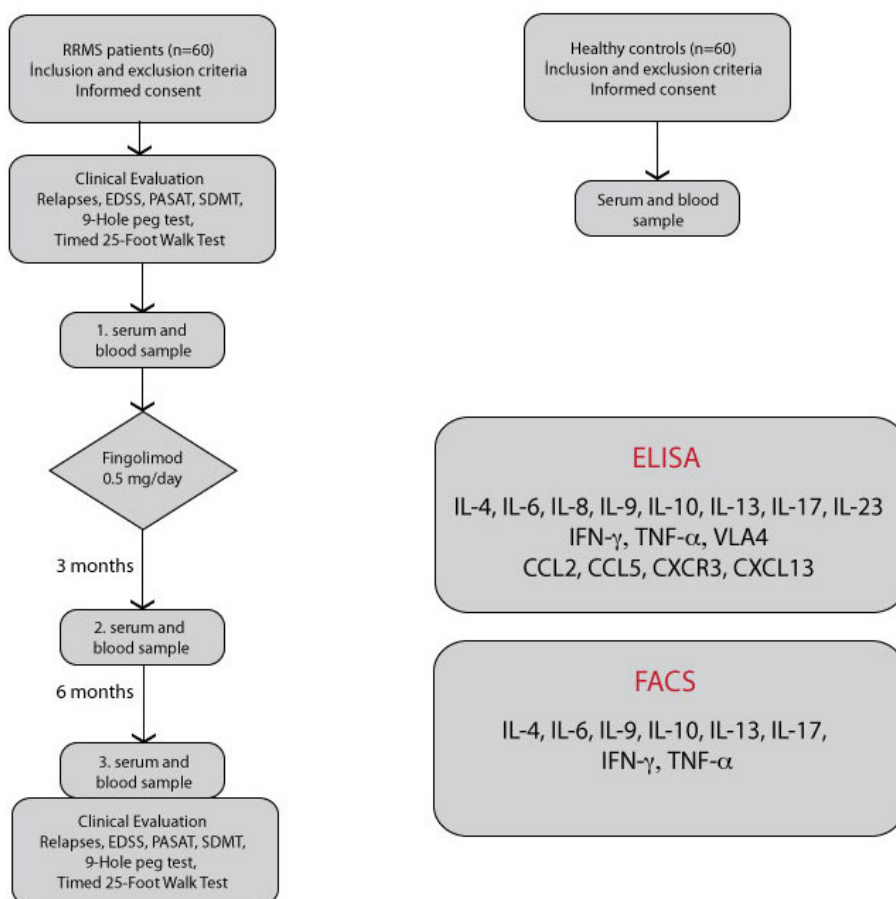 RRMS patients (n=60)
İnclusion and exclusion criteria
Informed consent
Clinical Evaluation
Relapses, EDSS, PASAT, SDMT,
9-Hole peg test,
Timed 25-Foot Walk Test
1. serum and
blood sample
Fingolimod
0.5 mg/day
3 months
2. serum and
blood sample
6 months
3. serum and
blood sample
Clinical Evaluation
Relapses, EDSS, PASAT, SDMT,
9-Hole peg test,
Timed 25-Foot Walk Test
Healthy controls (n=60)
İnclusion and exclusion criteria
Informed consent
Serum and blood
sample
ELISA
IL-4, IL-6, IL-8, IL-9, IL-10, IL-13, IL-17, IL-23
IFN-γ, TNF-α, VLA4
CCL2, CCL5, CXCR3, CXCL13
FACS
IL-4, IL-6, IL-9, IL-10, IL-13, IL-17,
IFN-γ, TNF-α